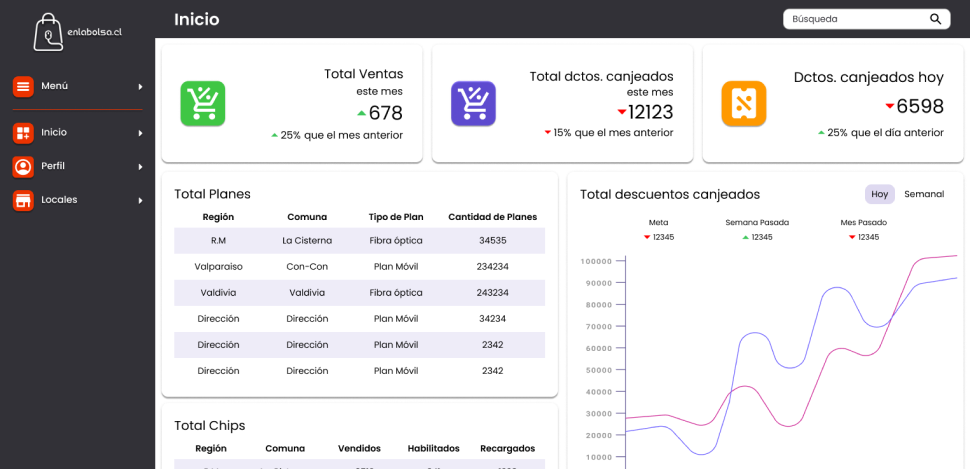 enlabolsa.cl
Inicio
Búsqueda
Menú
Inicio
Perfil
Locales
Total Ventas
este mes
678
25% que el mes anterior
Total dctos. canjeados
este mes
12123
15% que el mes anterior
Dctos. canjeados hoy
6598
25% que el día anterior
Total Planes
Región Comuna Tipo de Plan Cantidad de Planes
R.M La Cisterna Fibra óptica 34535
Valparaiso Con-Con Plan Móvil 234234
Valdivia Valdivia Fibra óptica 243234
Dirección Dirección Plan Móvil 34234
Dirección Dirección Plan Móvil 2342
Dirección Dirección Plan Móvil 2342
Total Chips
Región Comuna Vendidos Habilitados Recargados
Total descuentos canjeados
Hoy Semanal
Meta Semana Pasada Mes Pasado
12345 12345 12345
100000
90000
80000
70000
60000
50000
40000
30000
20000
10000